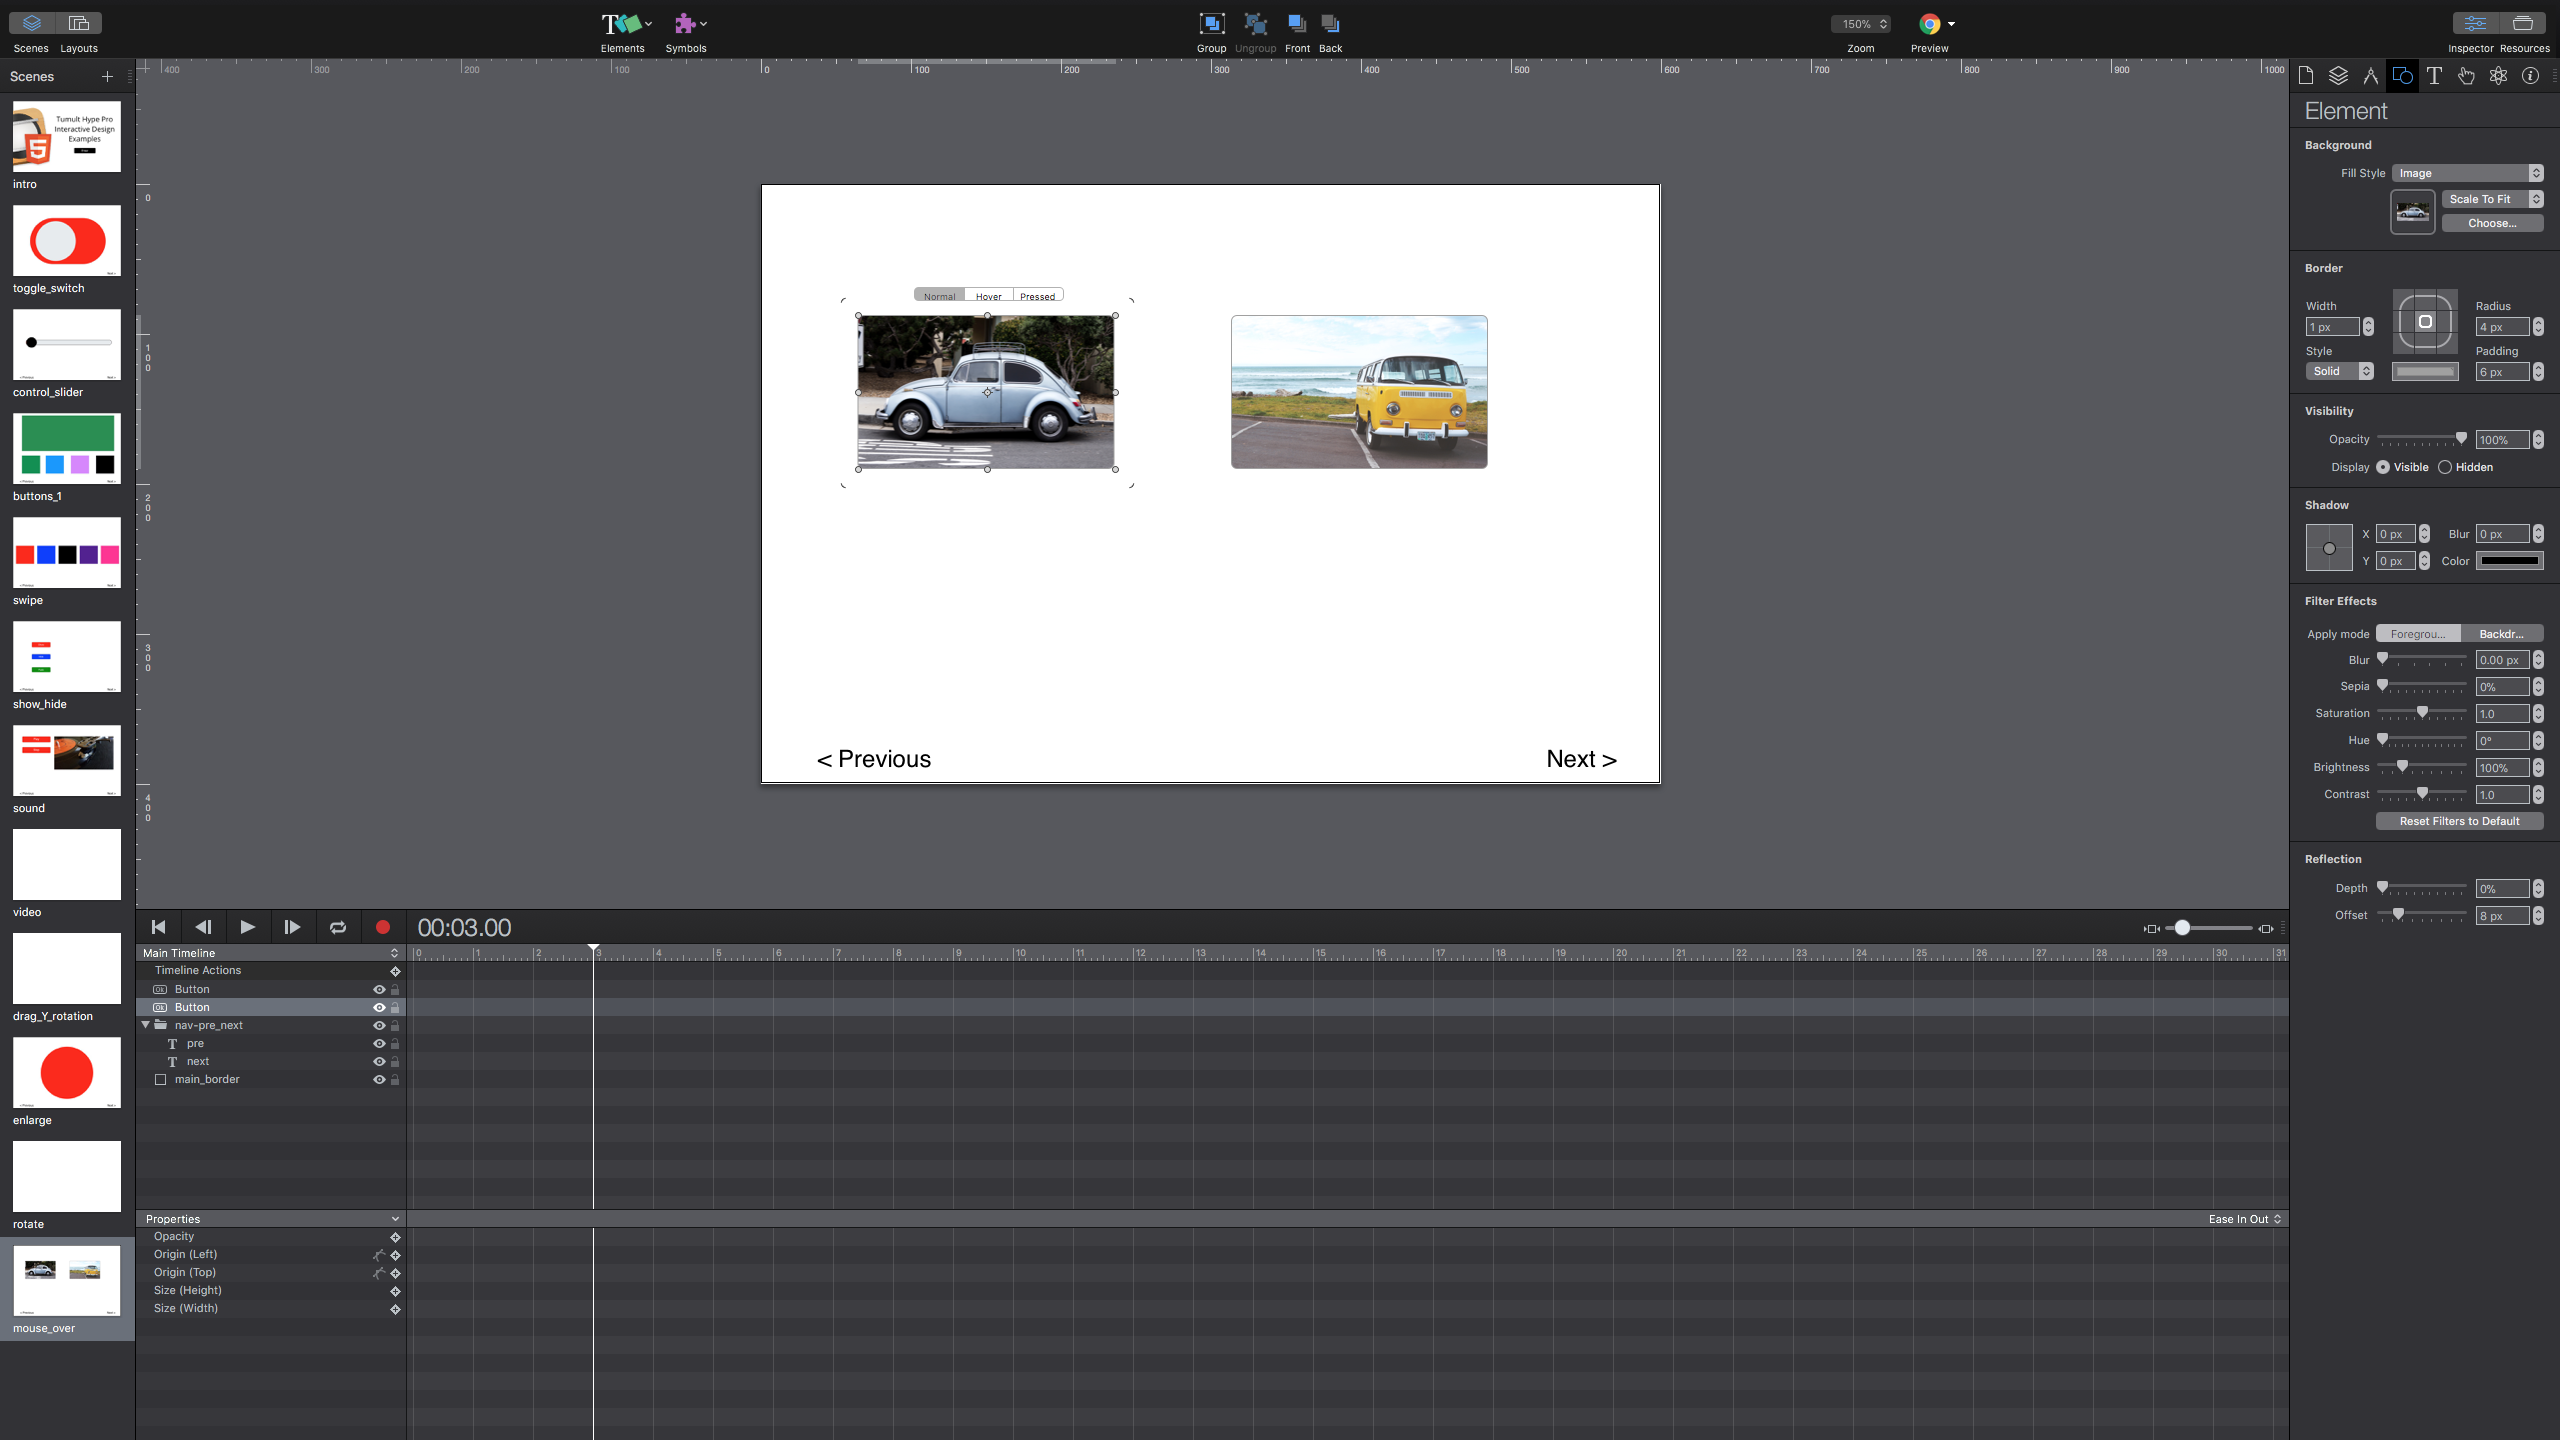 Scenes Layouts
Elements Symbols
Group Ungroup Front Back
150%
Zoom
Preview
Inspector Resources
Scenes +
400 300 200 100 0 100 200 300 400 500 600 700 800 900 1000
Tumult Hype Pro
Interactive Design
Examples
5
intro
toggle_switch
control_slider
buttons_1
swipe
show_hide
sound
video
drag_Y_rotation
enlarge
rotate
mouse_over
0
100
200
300
400
Normal Hover Pressed
< Previous
Next >
Element
Background
Fill Style Image
Scale To Fit
Choose...
Border
Width
Radius
1 px
4 px
Style
Padding
Solid
6 px
Visibility
Opacity 100%
Display Visible Hidden
Shadow
X 0 px Blur 0 px
Y 0 px Color
Filter Effects
Apply mode Foregrou... Backdr...
Blur 0.00 px
Sepia 0%
Saturation 1.0
Hue 0°
Brightness 100%
Contrast 1.0
Reset Filters to Default
Reflection
Depth 0%
Offset 8 px
00:03.00
Main Timeline
0 1 2 3 4 5 6 7 8 9 10 11 12 13 14 15 16 17 18 19 20 21 22 23 24 25 26 27 28 29 30 31
Timeline Actions
Button
Button
nav-pre_next
T pre
T next
main_border
Properties
Ease In Out
Opacity
Origin (Left)
Origin (Top)
Size (Height)
Size (Width)